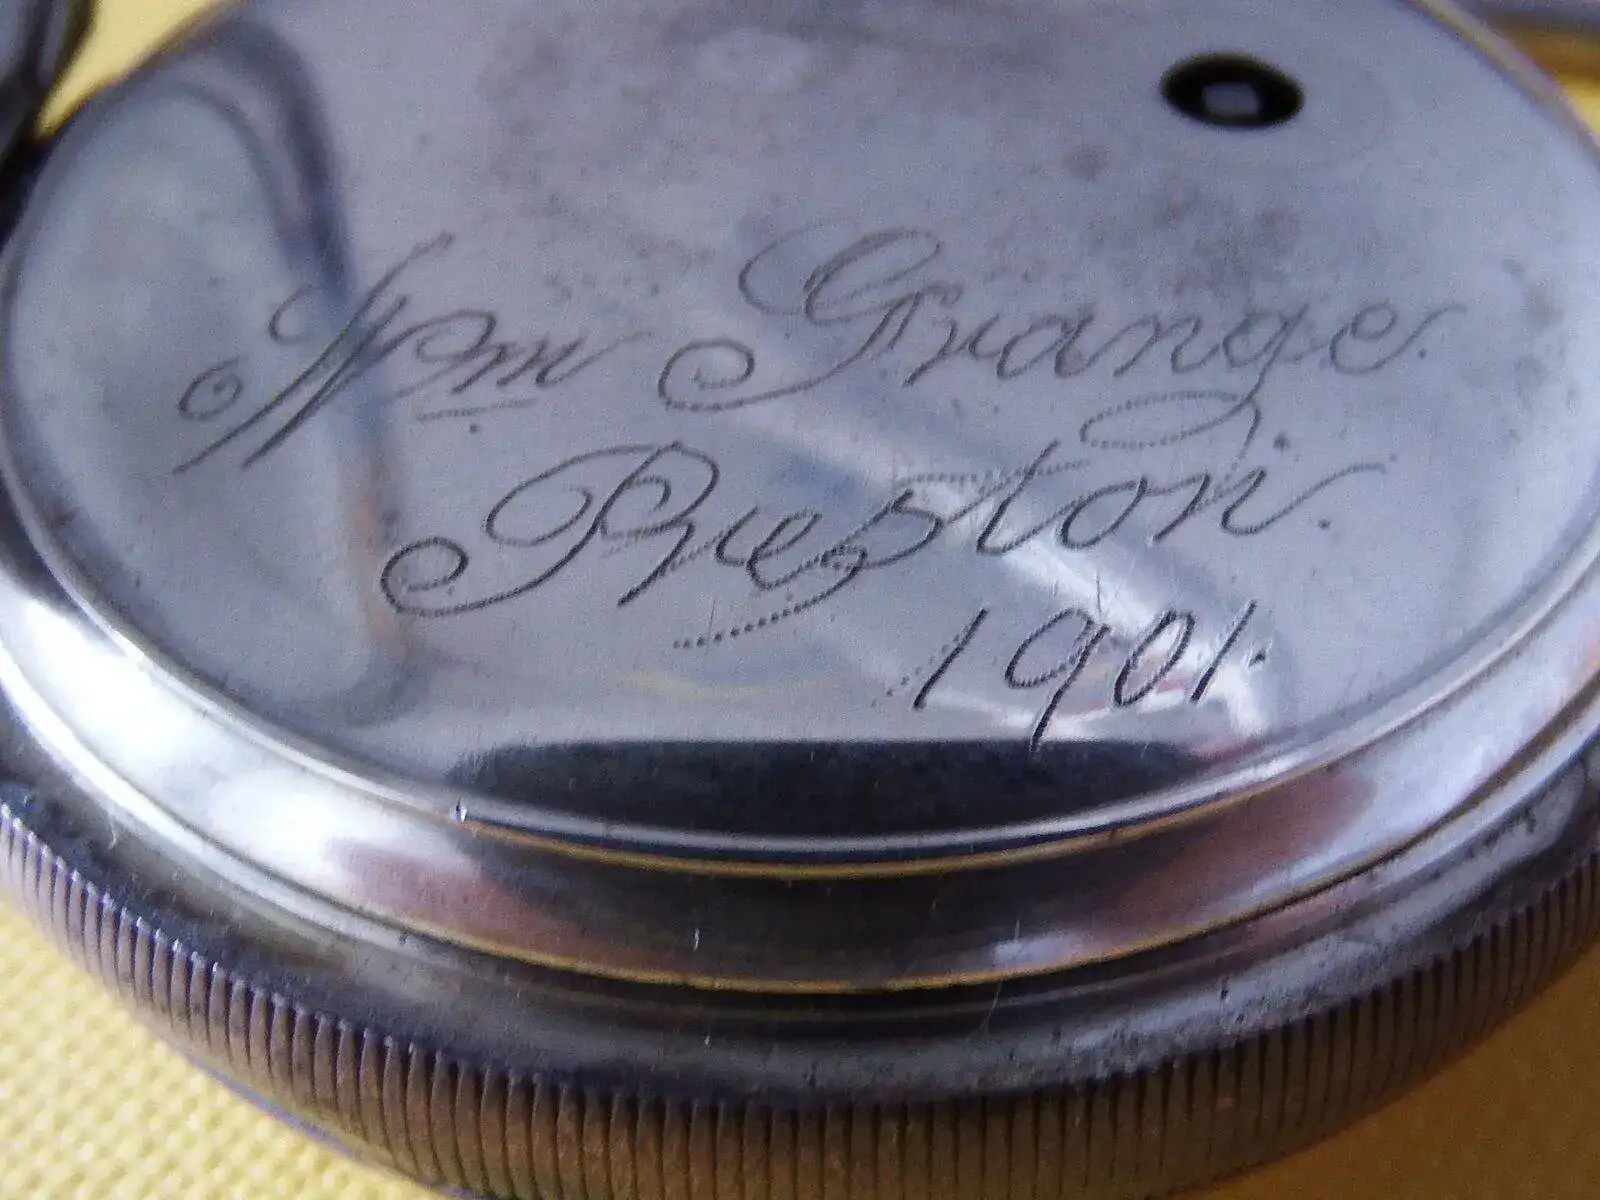 Wm Grange.
Preston.
1901.